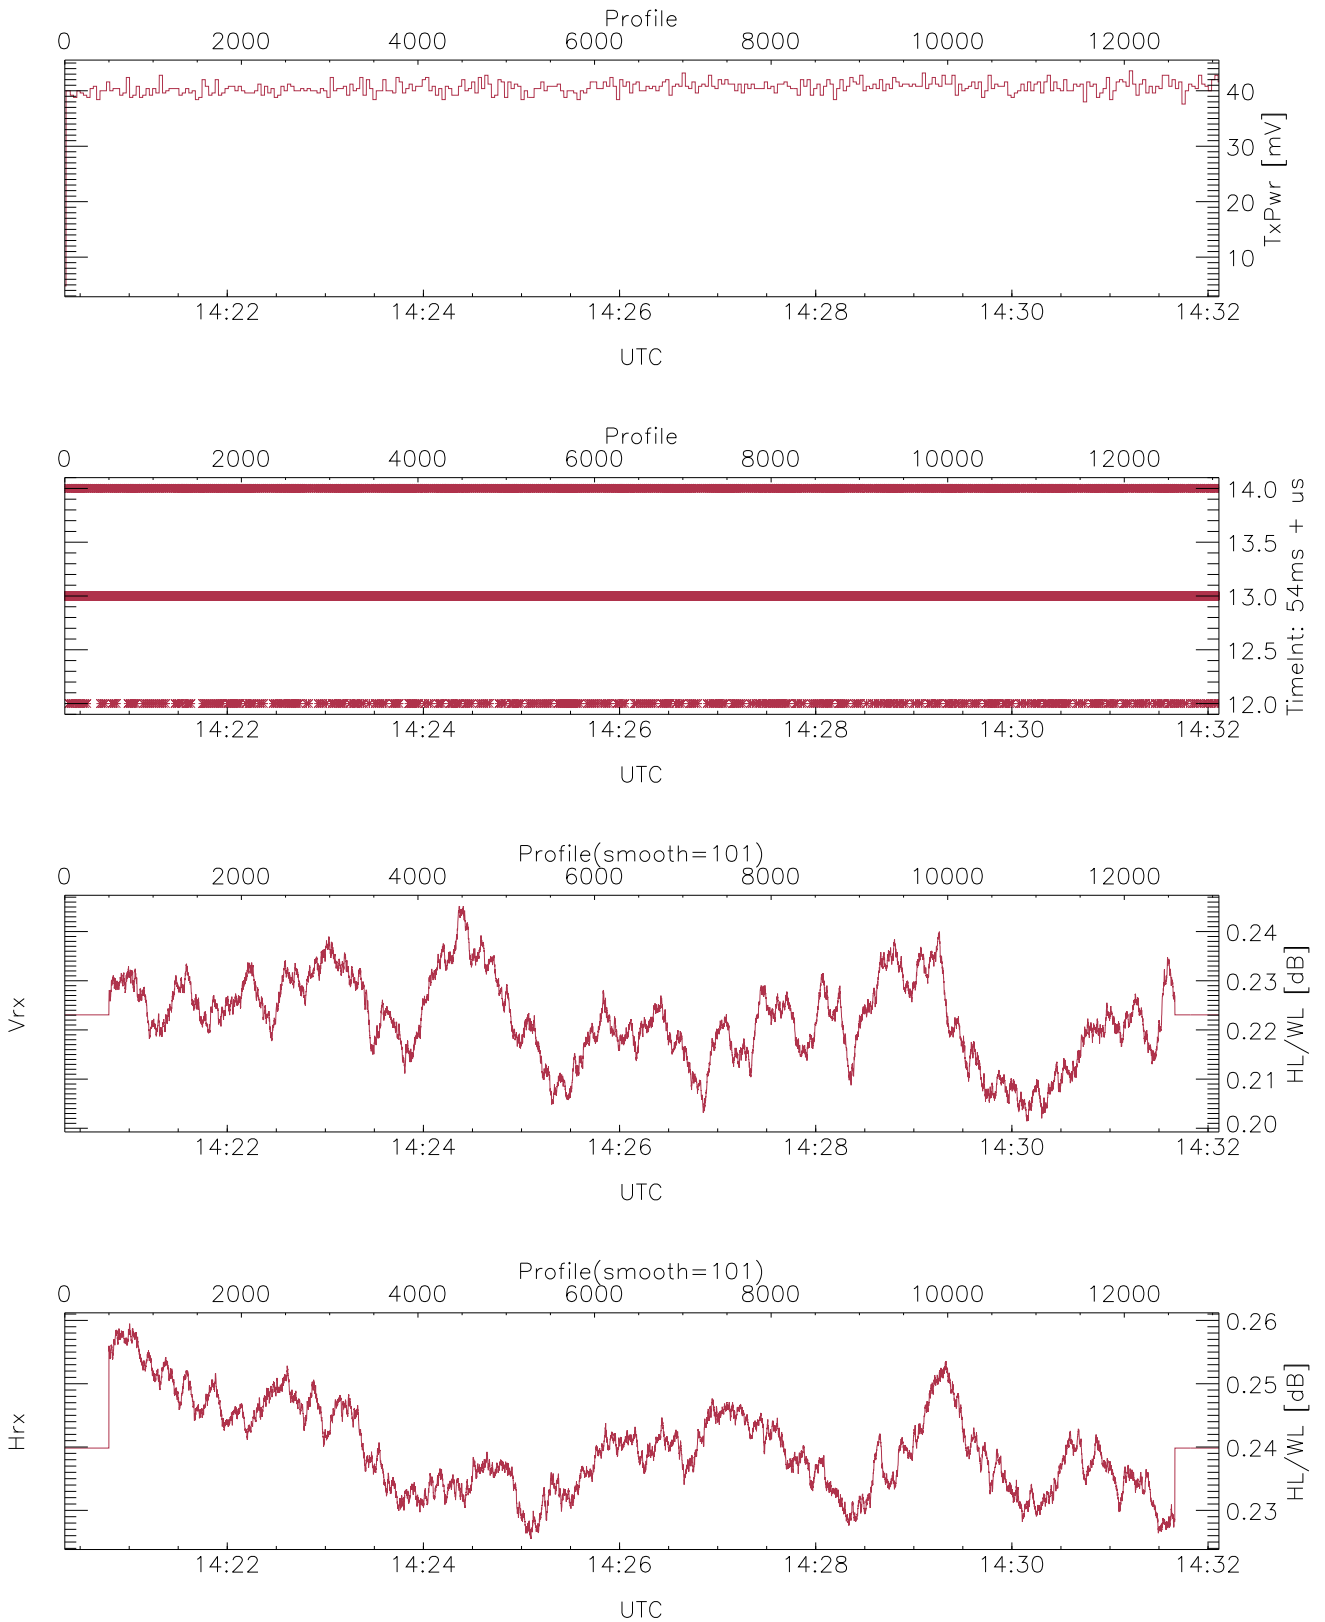 Profile
0 2000 4000 6000 8000 10000 12000
40
30
20
10
TxPwr [mV]
14:22 14:24 14:26 14:28 14:30 14:32
UTC
Profile
0 2000 4000 6000 8000 10000 12000
14.0
13.5
13.0
12.5
12.0
TimeInt: 54ms + us
14:22 14:24 14:26 14:28 14:30 14:32
UTC
Profile(smooth=101)
0 2000 4000 6000 8000 10000 12000
Vrx
0.24
0.23
0.22
0.21
0.20
HL/WL [dB]
14:22 14:24 14:26 14:28 14:30 14:32
UTC
Profile(smooth=101)
0 2000 4000 6000 8000 10000 12000
Hrx
0.26
0.25
0.24
0.23
HL/WL [dB]
14:22 14:24 14:26 14:28 14:30 14:32
UTC